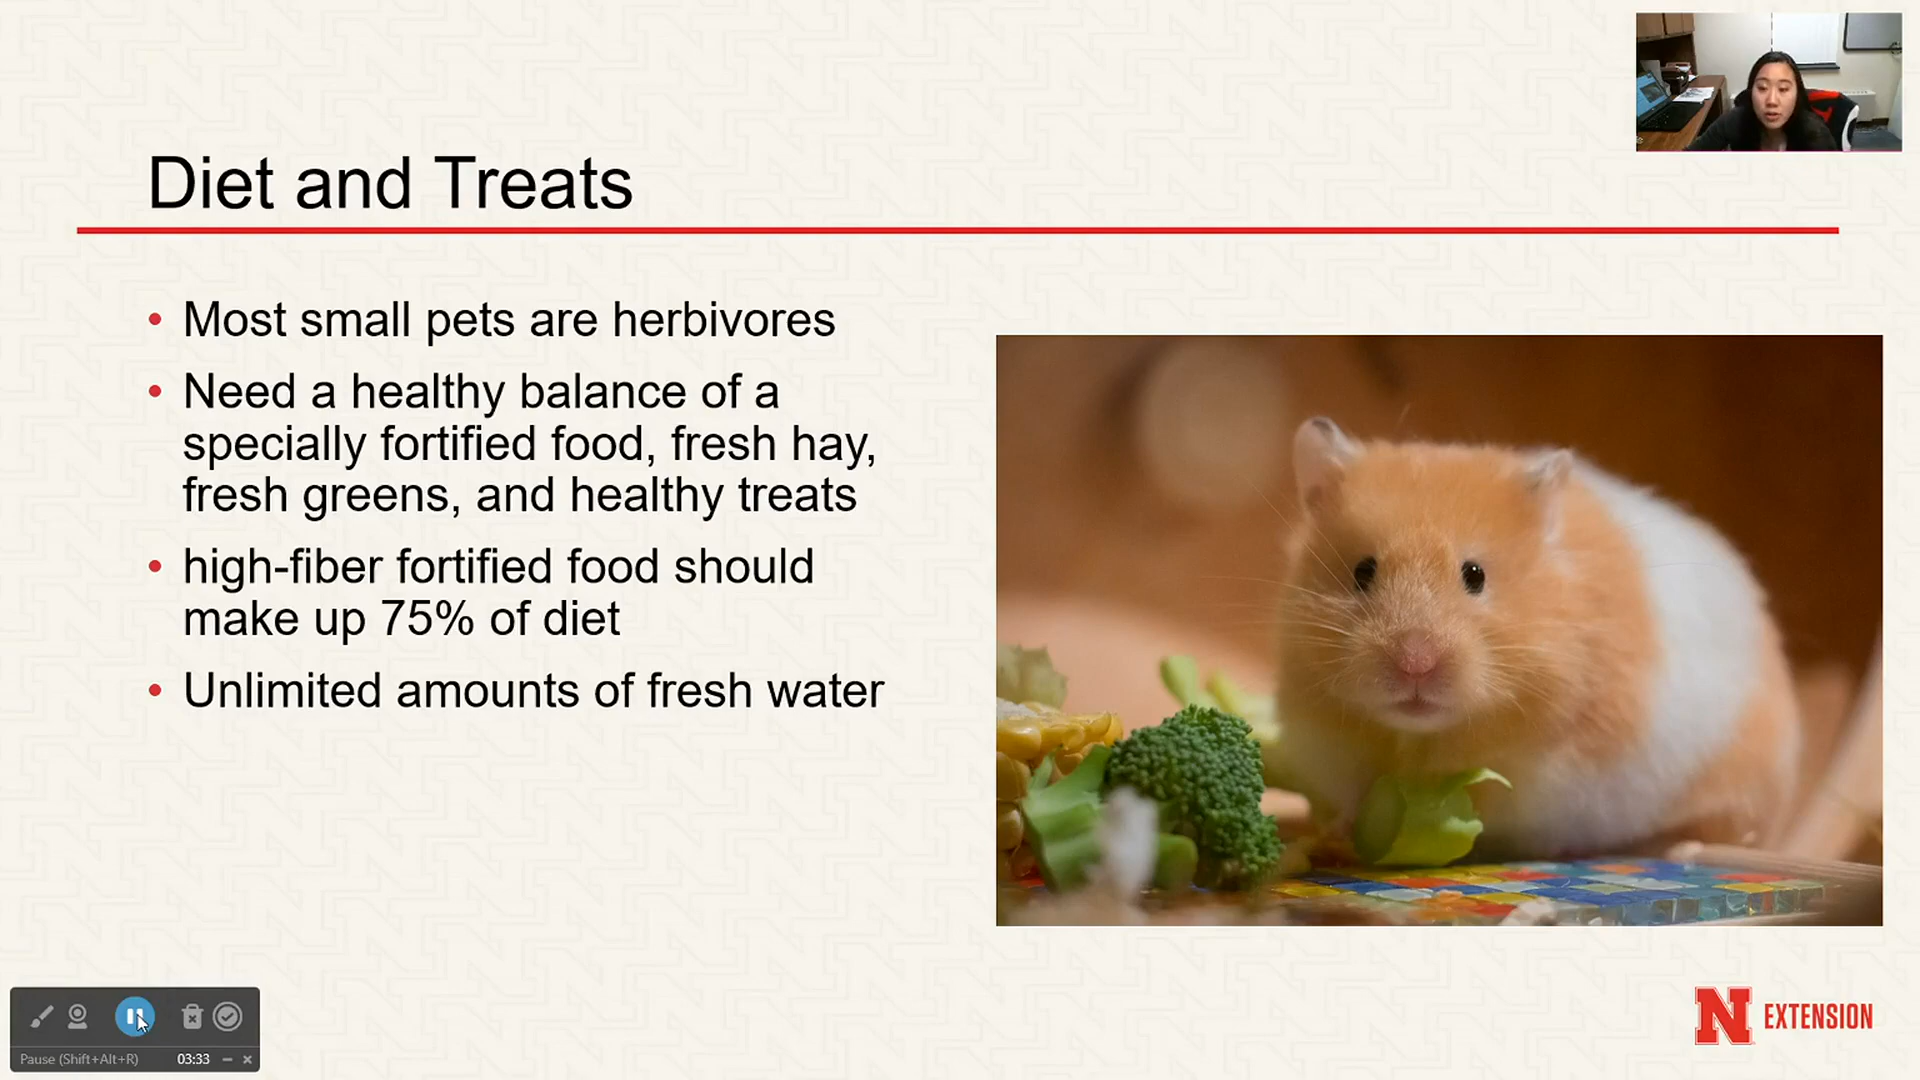 Diet and Treats
• Most small pets are herbivores
• Need a healthy balance of a
specially fortified food, fresh hay,
fresh greens, and healthy treats
• high-fiber fortified food should
make up 75% of diet
• Unlimited amounts of fresh water
Pause (Shift+Alt+R) 03:33
N EXTENSION